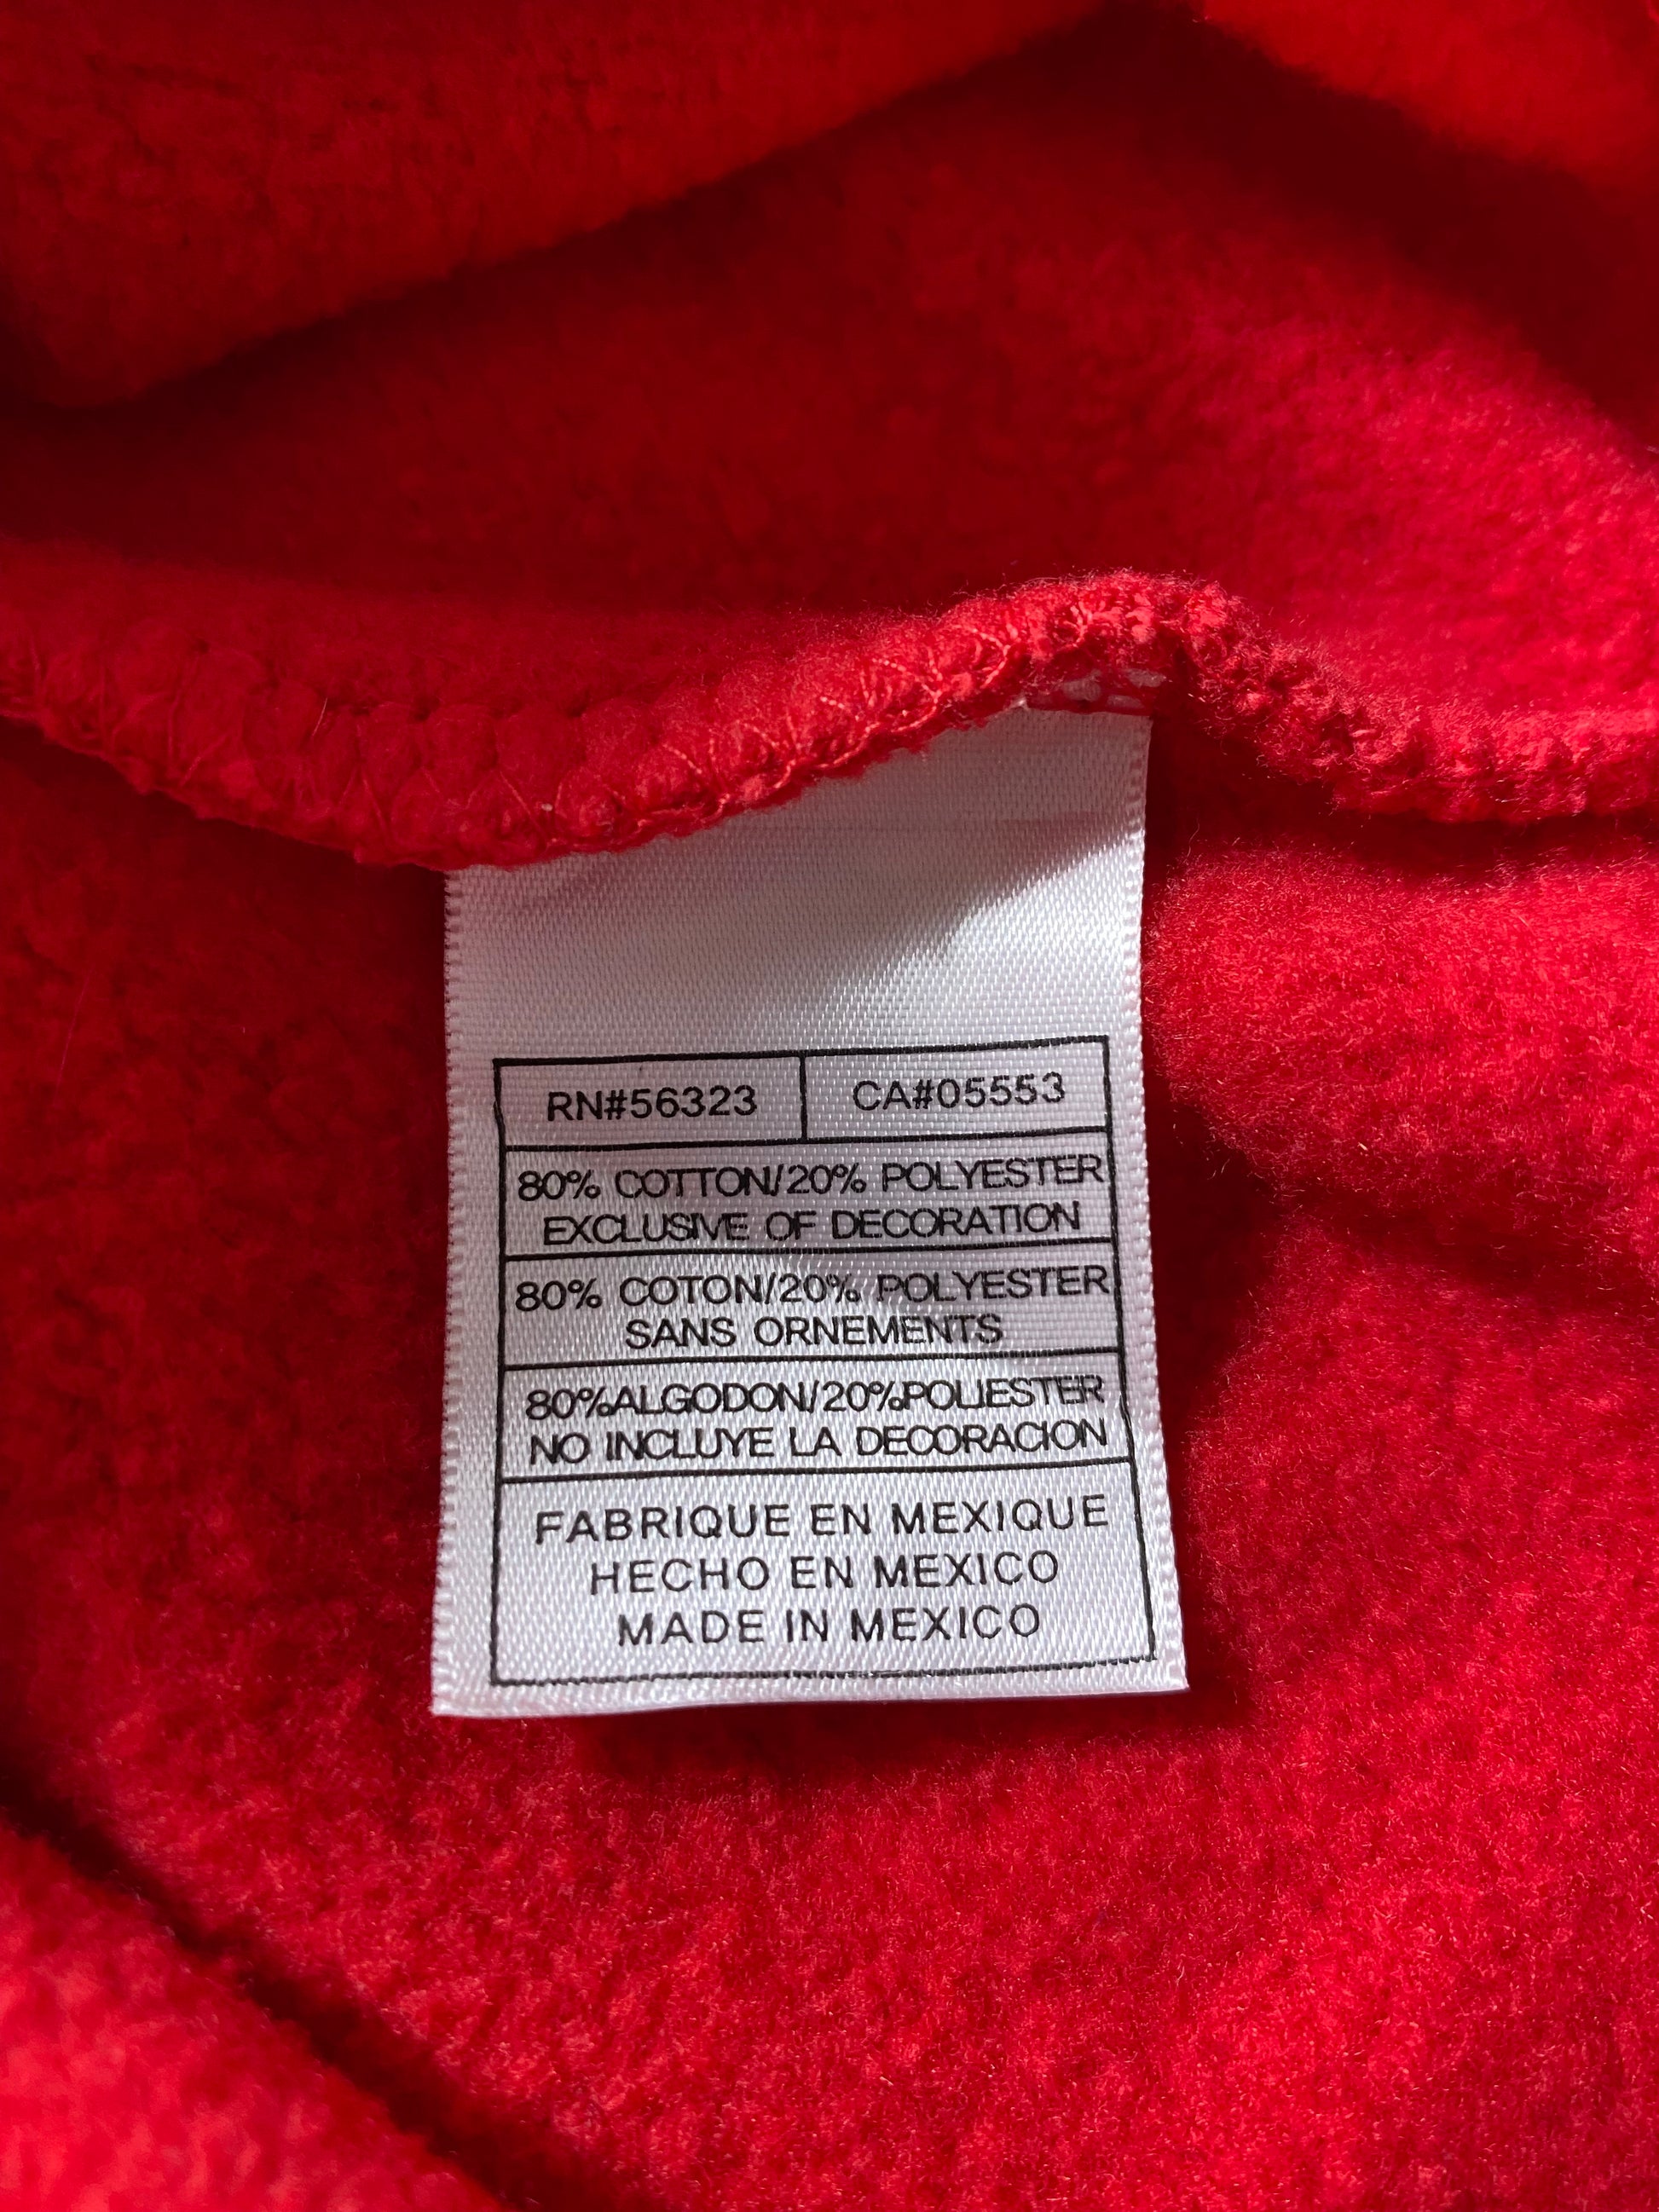 RN#56323 CA#05553
80% COTTON/20% POLYESTER
EXCLUSIVE OF DECORATION
80% COTON/20% POLYESTER
SANS ORNEMENTS
80%ALGODON/20%POLIESTER
NO INCLUYE LA DECORACION
FABRIQUE EN MEXIQUE
HECHO EN MEXICO
MADE IN MEXICO